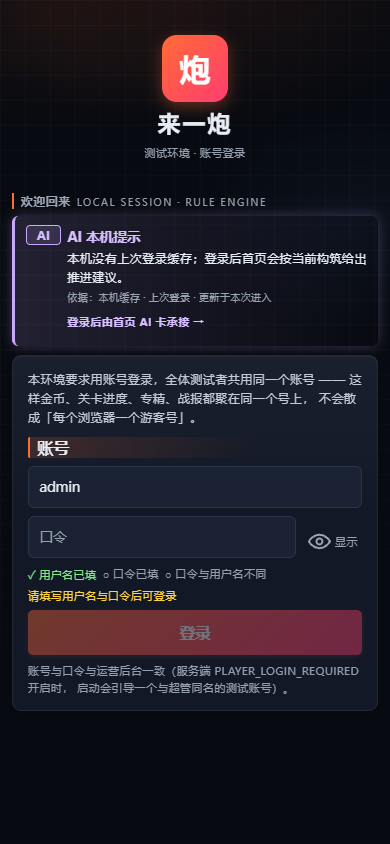 炮
来一炮
测试环境 · 账号登录
欢迎回来 LOCAL SESSION · RULE ENGINE
AI AI 本机提示
本机没有上次登录缓存；登录后首页会按当前构筑给出
推进建议。
依据：本机缓存 · 上次登录 · 更新于本次进入
登录后由首页 AI 卡承接 →
本环境要求用账号登录，全体测试者共用同一个账号 —— 这
样金币、关卡进度、专精、战报都聚在同一个号上， 不会散
成「每个浏览器一个游客号」。
账号
admin
口令 显示
✓ 用户名已填 ○ 口令已填 ○ 口令与用户名不同
请填写用户名与口令后可登录
登录
账号与口令与运营后台一致（服务端 PLAYER_LOGIN_REQUIRED
开启时， 启动会引导一个与超管同名的测试账号）。